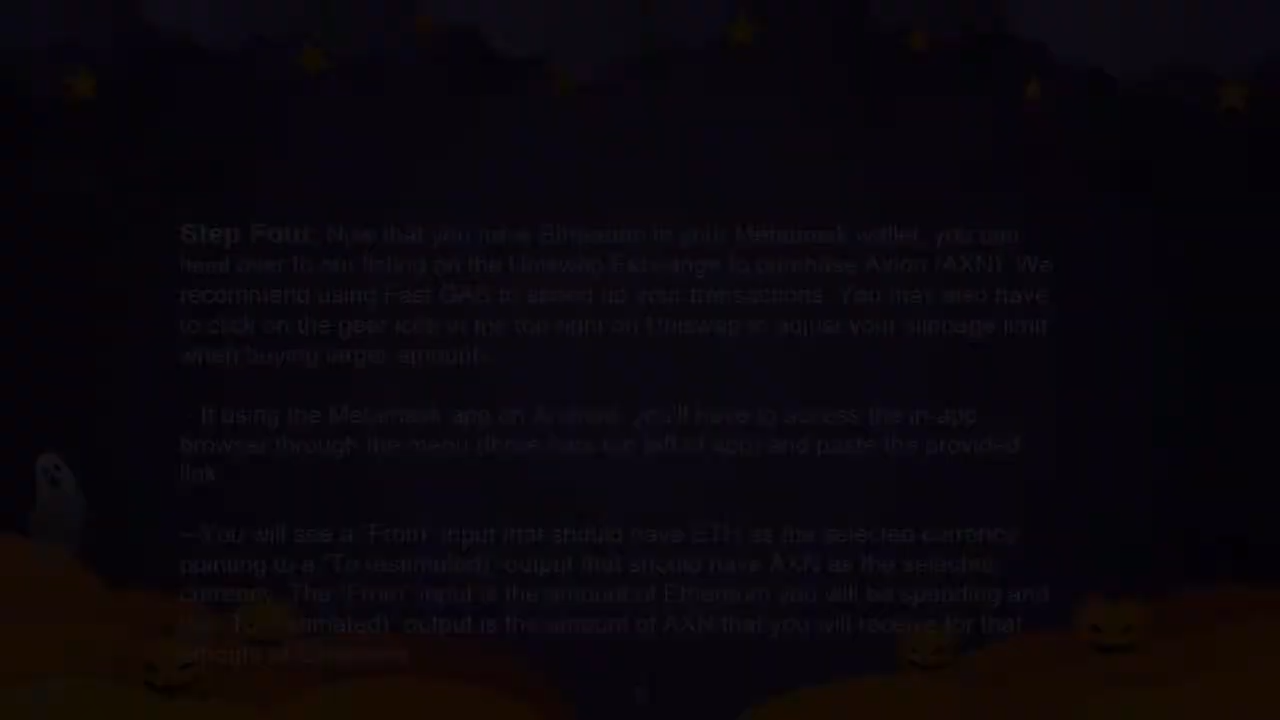 Step Four: Now that you have Ethereum in your Metamask wallet, you can
head over to our listing on the Uniswap Exchange to purchase Axion (AXN). We
recommend using Fast GAS to speed up your transactions. You may also have
to click on the gear icon at the top right on Uniswap to adjust your slippage limit
when buying larger amounts.
- If using the Metamask app on Android, you'll have to access the in-app
browser through the menu (three bars top left of app) and paste the provided
link
-- You will see a "From" input that should have ETH as the selected currency
pointing to a "To (estimated)" output that should have AXN as the selected
currency. The "From" input is the amount of Ethereum you will be spending and
the "To (estimated)" output is the amount of AXN that you will receive for that
amount of Ethereum.